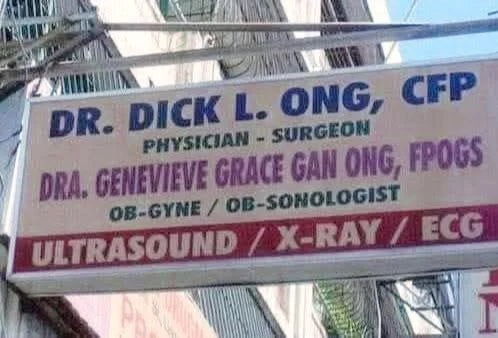 DR. DICK L. ONG, CFP
PHYSICIAN - SURGEON
DRA. GENEVIEVE GRACE GAN ONG, FPOGS
OB-GYNE / OB-SONOLOGIST
ULTRASOUND / X-RAY / ECG